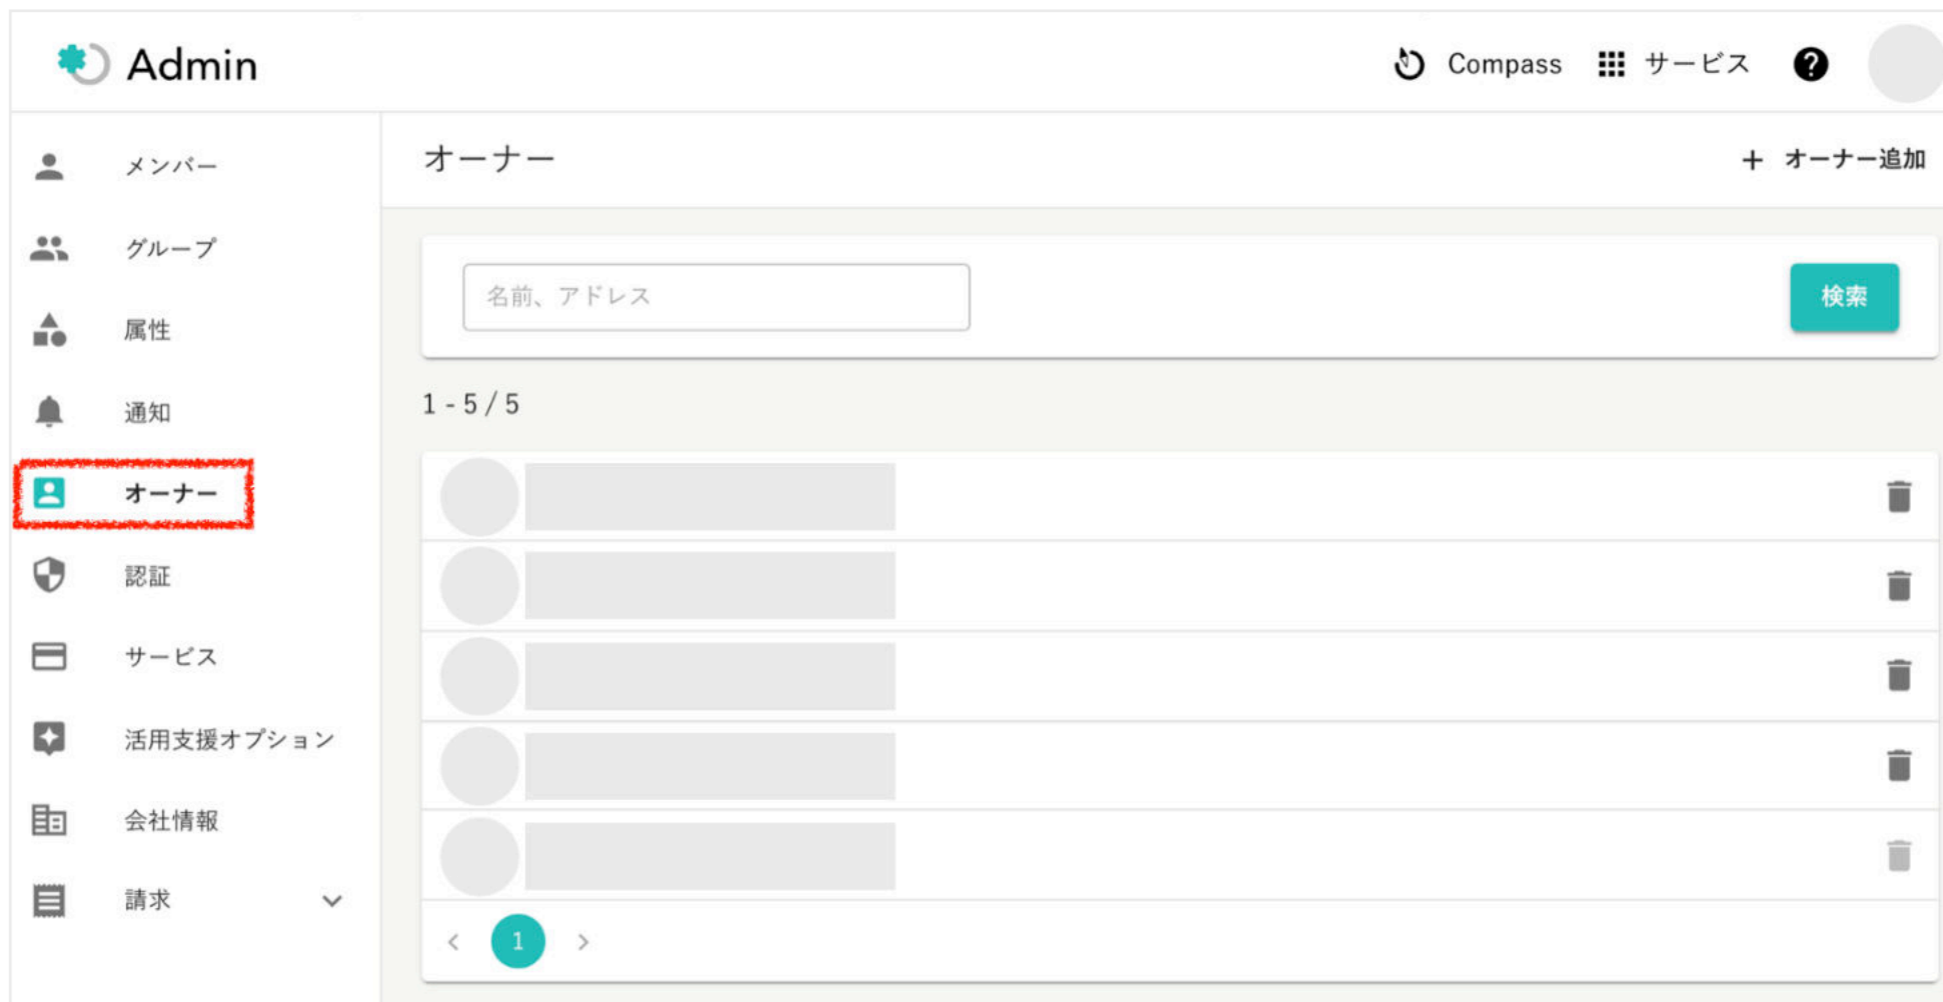 Admin
Compass
サービス
メンバー
グループ
属性
通知
オーナー
認証
サービス
活用支援オプション
会社情報
請求
オーナー
＋ オーナー追加
名前、アドレス
検索
1 - 5 / 5
< 1 >